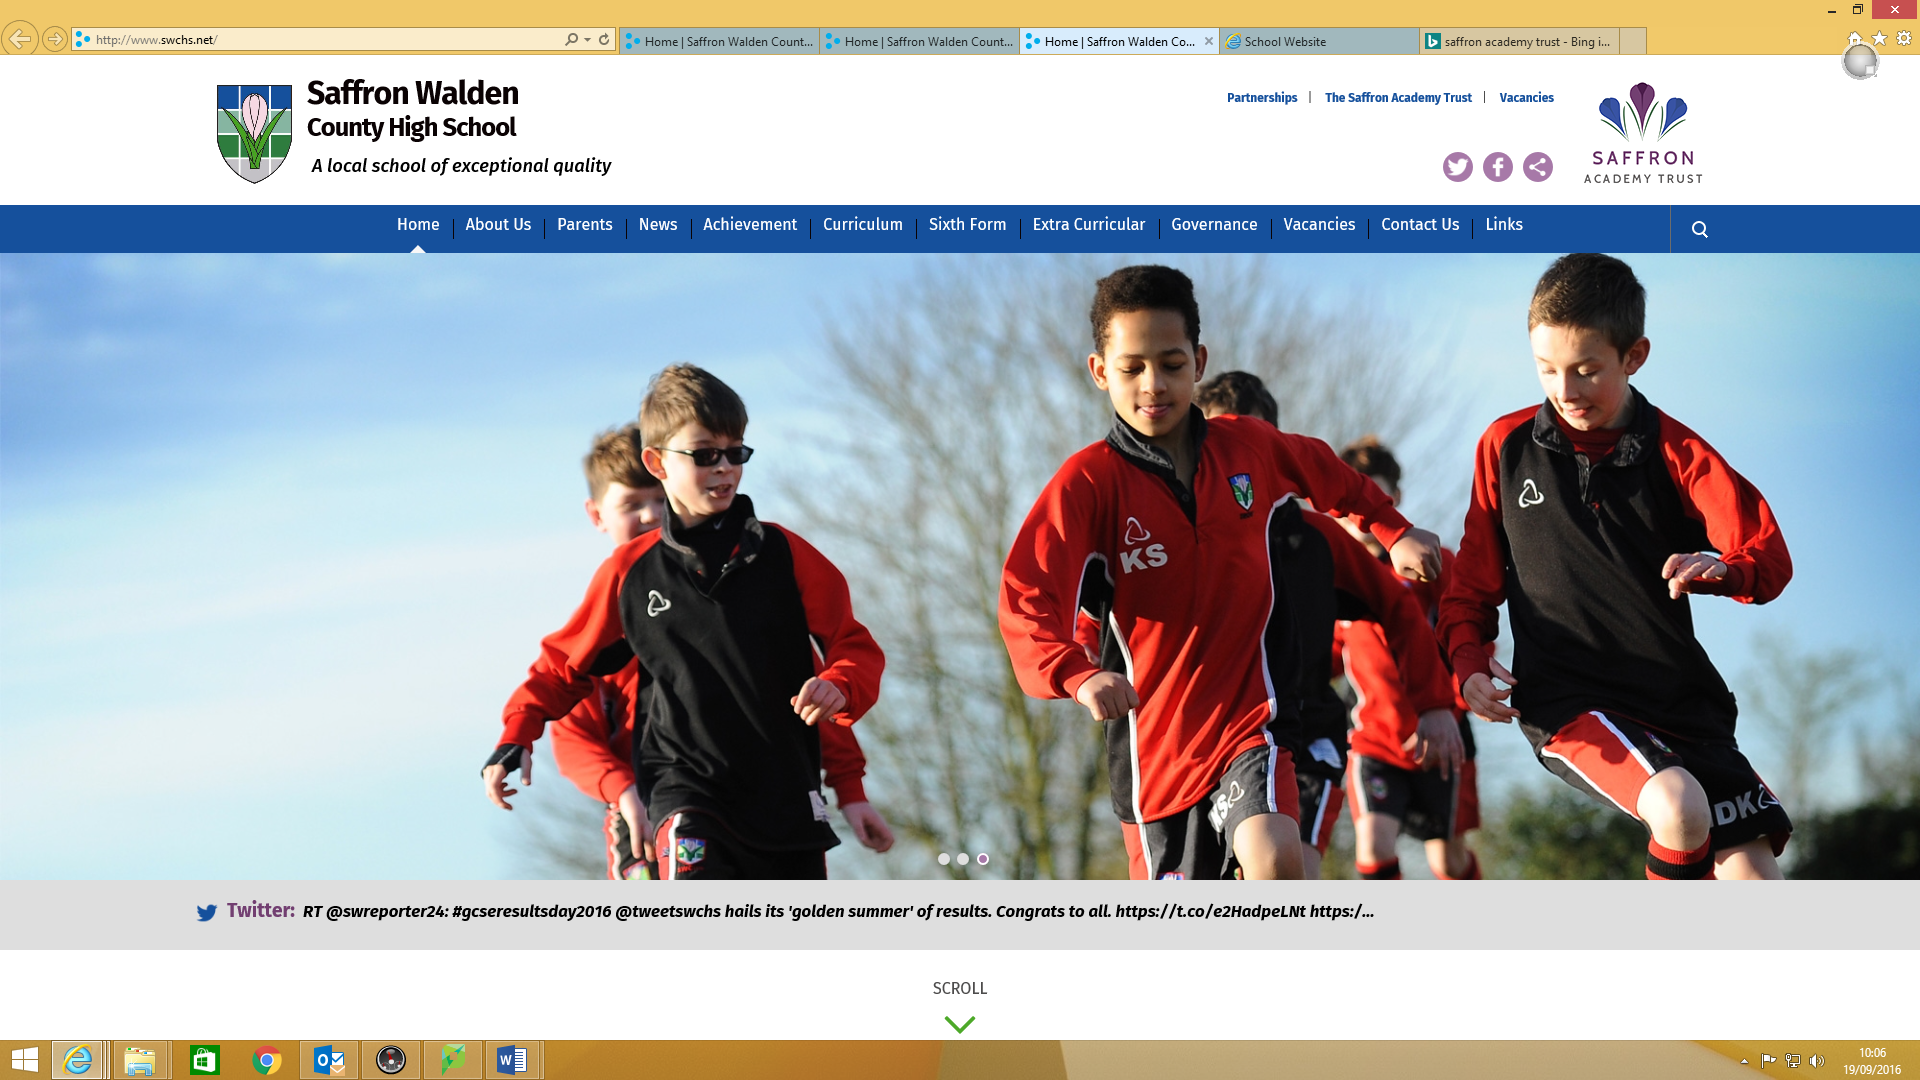 http://www.swchs.net/
Home | Saffron Walden Count...
Home | Saffron Walden Count...
Home | Saffron Walden Co...
School Website
saffron academy trust - Bing i...
Saffron Walden
County High School
A local school of exceptional quality
Partnerships | The Saffron Academy Trust | Vacancies
SAFFRON
ACADEMY TRUST
Home
About Us
Parents
News
Achievement
Curriculum
Sixth Form
Extra Curricular
Governance
Vacancies
Contact Us
Links
KS
DK
Twitter: RT @swreporter24: #gcseresultsday2016 @tweetswchs hails its 'golden summer' of results. Congrats to all. https://t.co/e2HadpeLNt https:/...
SCROLL
10:06
19/09/2016